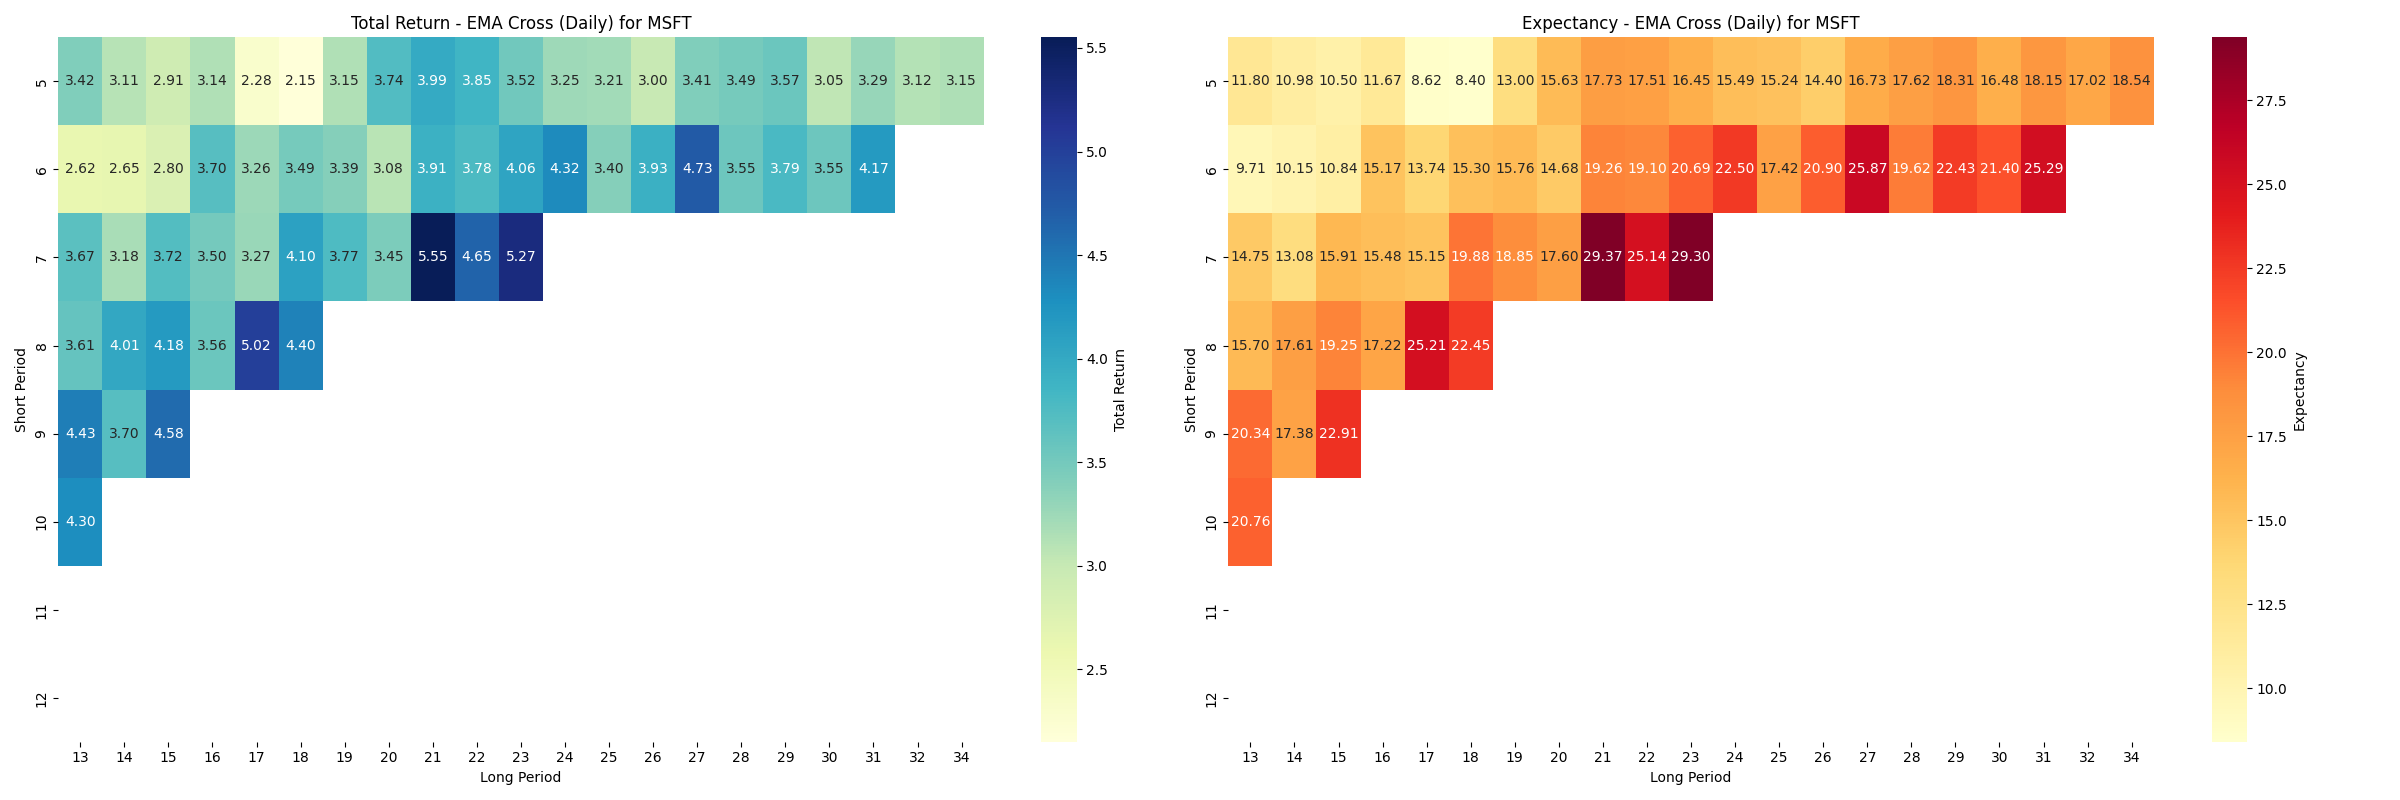 Total Return - EMA Cross (Daily) for MSFT
5 3.42 3.11 2.91 3.14 2.28 2.15 3.15 3.74 3.99 3.85 3.52 3.25 3.21 3.00 3.41 3.49 3.57 3.05 3.29 3.12 3.15
6 2.62 2.65 2.80 3.70 3.26 3.49 3.39 3.08 3.91 3.78 4.06 4.32 3.40 3.93 4.73 3.55 3.79 3.55 4.17
7 3.67 3.18 3.72 3.50 3.27 4.10 3.77 3.45 5.55 4.65 5.27
8 3.61 4.01 4.18 3.56 5.02 4.40
9 4.43 3.70 4.58
10 4.30
11
12
Short Period
13 14 15 16 17 18 19 20 21 22 23 24 25 26 27 28 29 30 31 32 34
Long Period
5.5
5.0
4.5
4.0
3.5
3.0
2.5
Total Return
Expectancy - EMA Cross (Daily) for MSFT
5 11.80 10.98 10.50 11.67 8.62 8.40 13.00 15.63 17.73 17.51 16.45 15.49 15.24 14.40 16.73 17.62 18.31 16.48 18.15 17.02 18.54
6 9.71 10.15 10.84 15.17 13.74 15.30 15.76 14.68 19.26 19.10 20.69 22.50 17.42 20.90 25.87 19.62 22.43 21.40 25.29
7 14.75 13.08 15.91 15.48 15.15 19.88 18.85 17.60 29.37 25.14 29.30
8 15.70 17.61 19.25 17.22 25.21 22.45
9 20.34 17.38 22.91
10 20.76
11
12
Short Period
13 14 15 16 17 18 19 20 21 22 23 24 25 26 27 28 29 30 31 32 34
Long Period
27.5
25.0
22.5
20.0
17.5
15.0
12.5
10.0
Expectancy